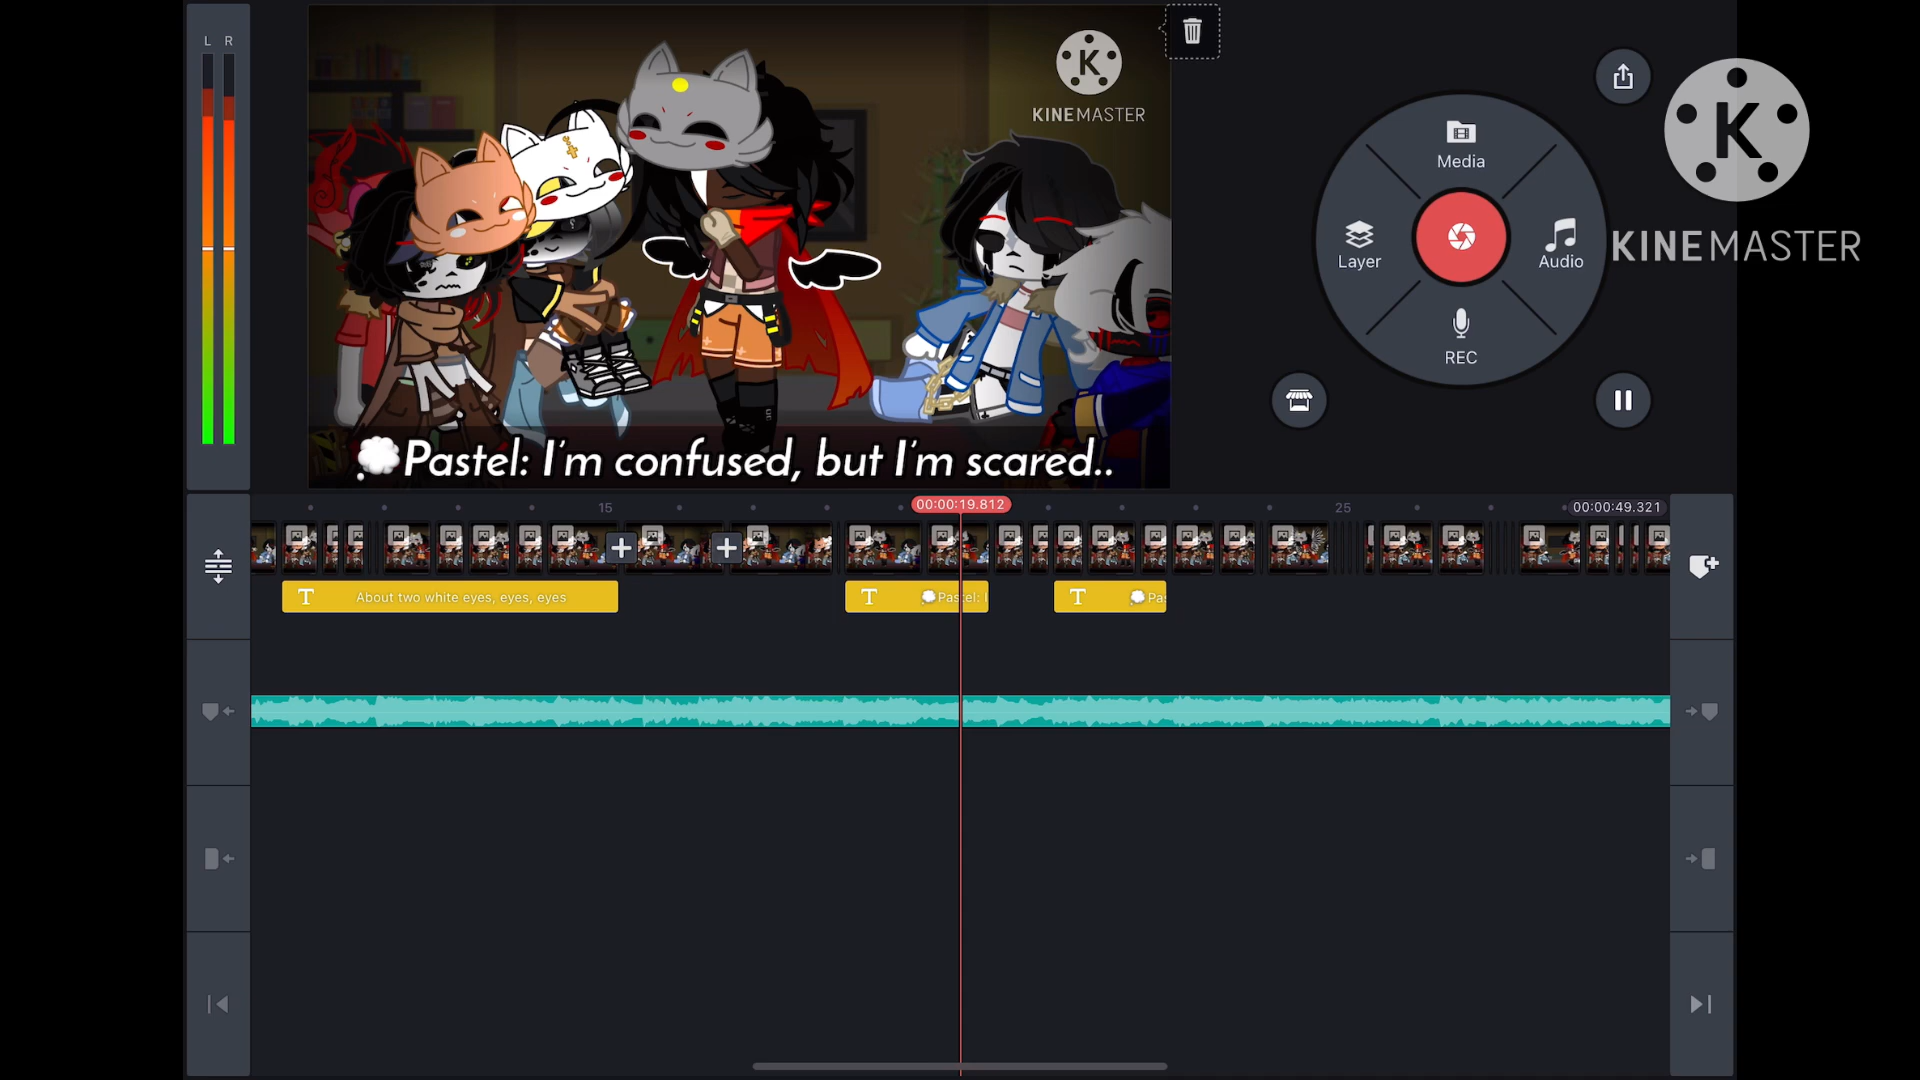 L R
K
KINEMASTER
Media
Layer
Audio
REC
K
KINEMASTER
💭Pastel: I'm confused, but I'm scared..
15
00:00:19.812
25
00:00:49.321
T About two white eyes, eyes, eyes
T 💭Pastel: I
T 💭Pas